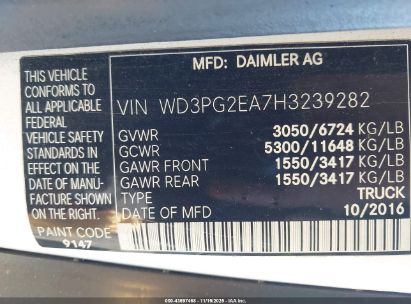 MFD: DAIMLER AG
THIS VEHICLE CONFORMS TO ALL APPLICABLE FEDERAL VEHICLE SAFETY STANDARDS IN EFFECT ON THE DATE OF MANU-
FACTURE SHOWN ON THE RIGHT.
PAINT CODE
9147
VIN WD3PG2EA7H3239282
GVWR 3050/6724 KG/LB
GCWR 5300/11648 KG/LB
GAWR FRONT 1550/3417 KG/LB
GAWR REAR 1550/3417 KG/LB
TYPE TRUCK
DATE OF MFD 10/2016